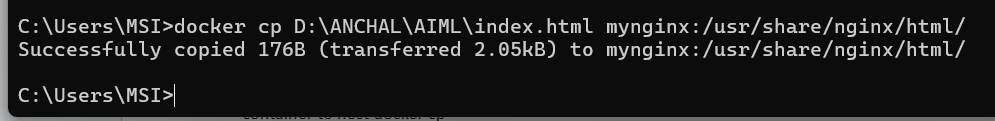 C:\Users\MSI>docker cp D:\ANCHAL\AIML\index.html mynginx:/usr/share/nginx/html/
Successfully copied 176B (transferred 2.05kB) to mynginx:/usr/share/nginx/html/
C:\Users\MSI>
container to host docker cp